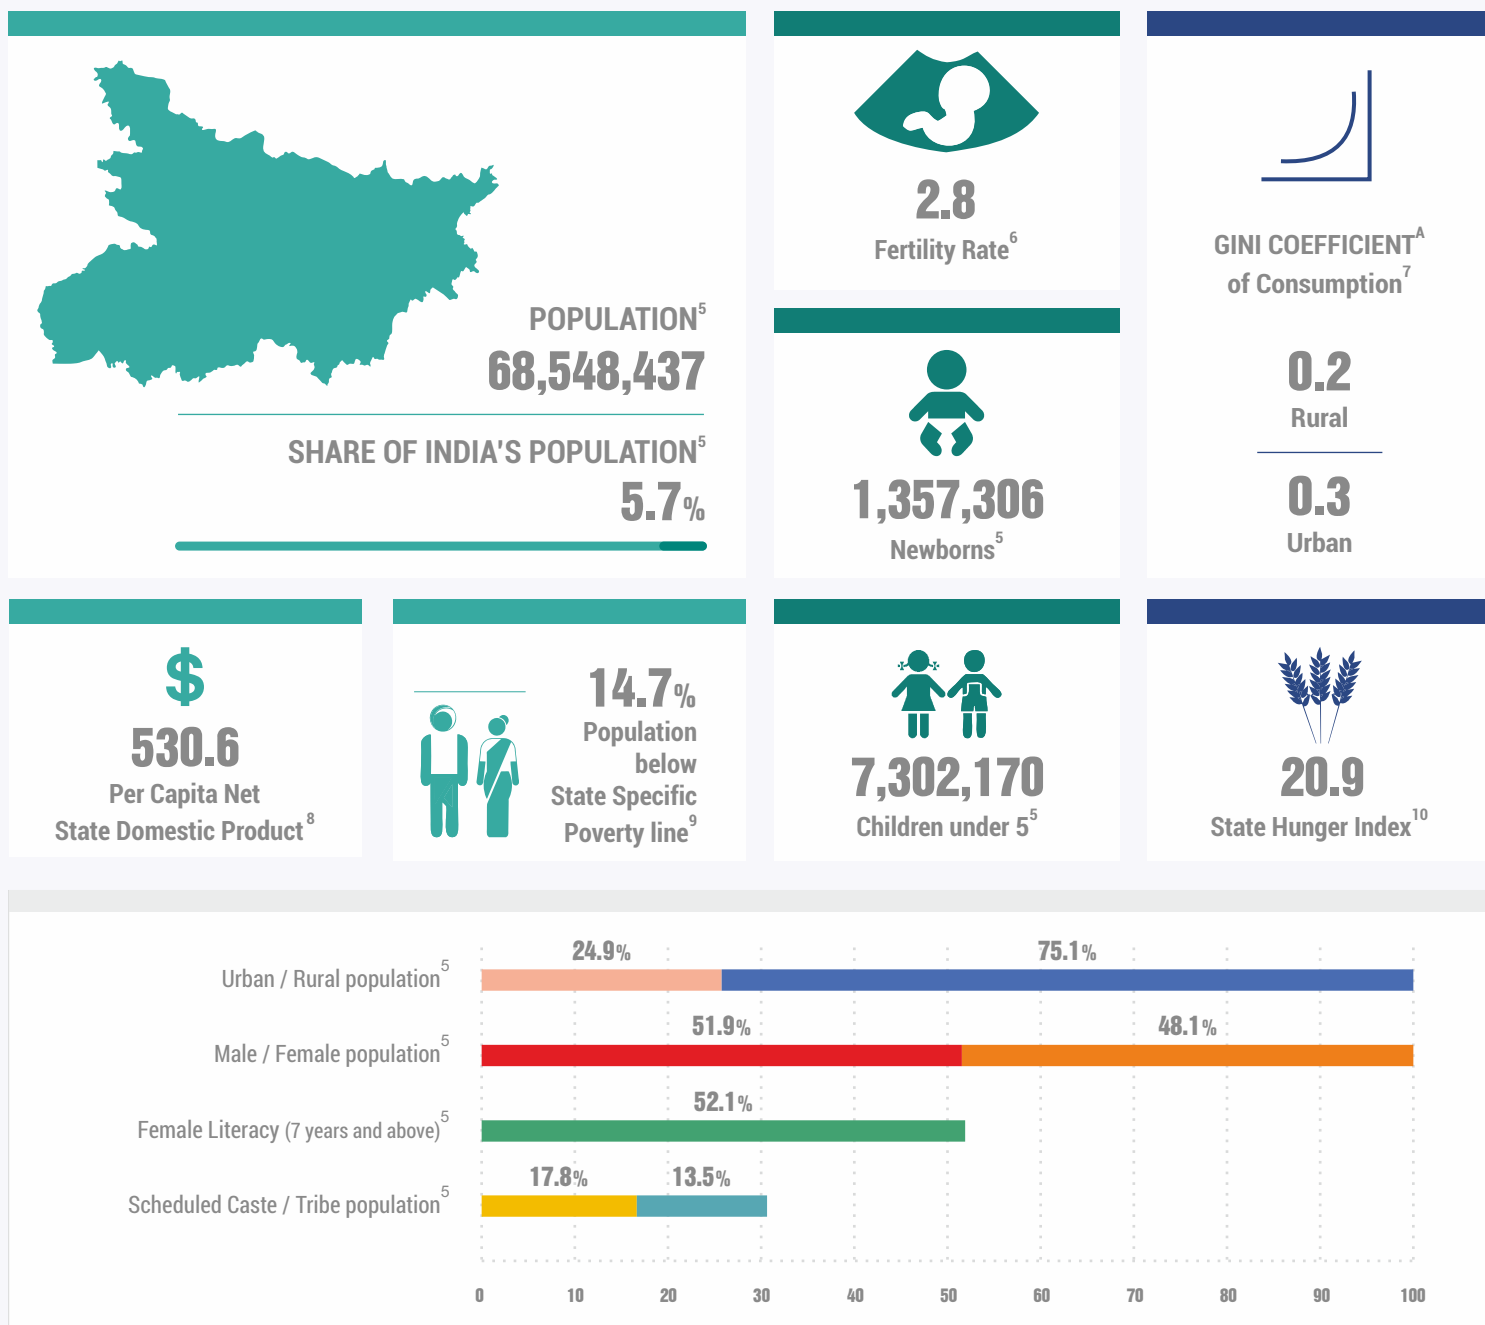 POPULATION5
68,548,437
SHARE OF INDIA'S POPULATION5
5.7%
2.8
Fertility Rate6
1,357,306
Newborns5
GINI COEFFICIENTA
of Consumption7
0.2
Rural
0.3
Urban
$
530.6
Per Capita Net
State Domestic Product8
14.7%
Population
below
State Specific
Poverty line9
7,302,170
Children under 55
20.9
State Hunger Index10
24.9% 75.1%
Urban / Rural population5
51.9% 48.1%
Male / Female population5
52.1%
Female Literacy (7 years and above)5
17.8% 13.5%
Scheduled Caste / Tribe population5
0 10 20 30 40 50 60 70 80 90 100